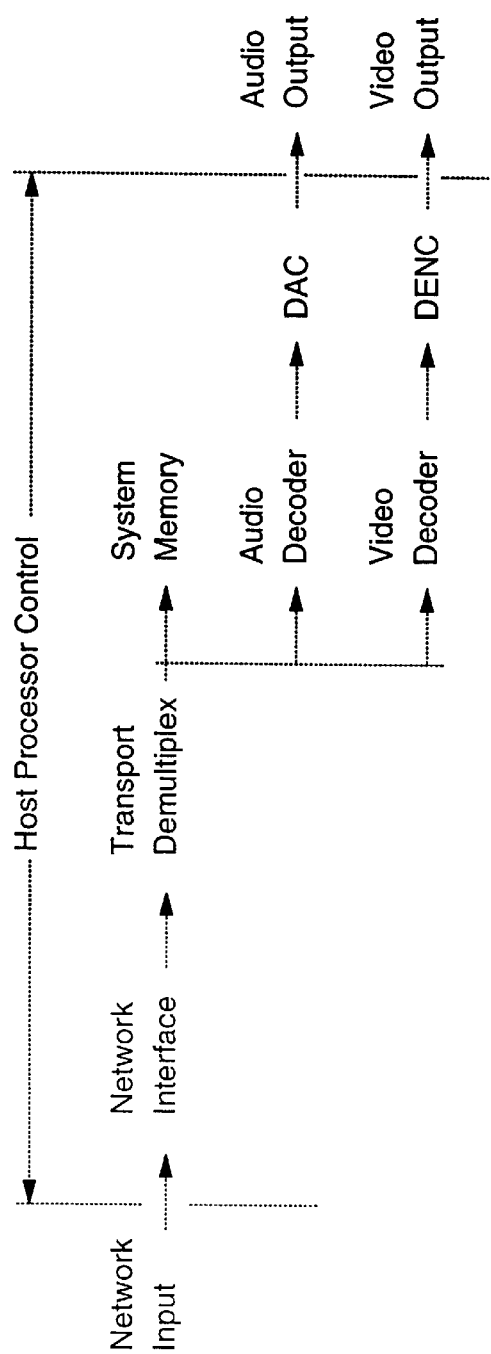 Host Processor Control
Network
Input
Network
Interface
Transport
Demultiplex
System
Memory
Audio
Decoder
DAC
Audio
Output
Video
Decoder
DENC
Video
Output